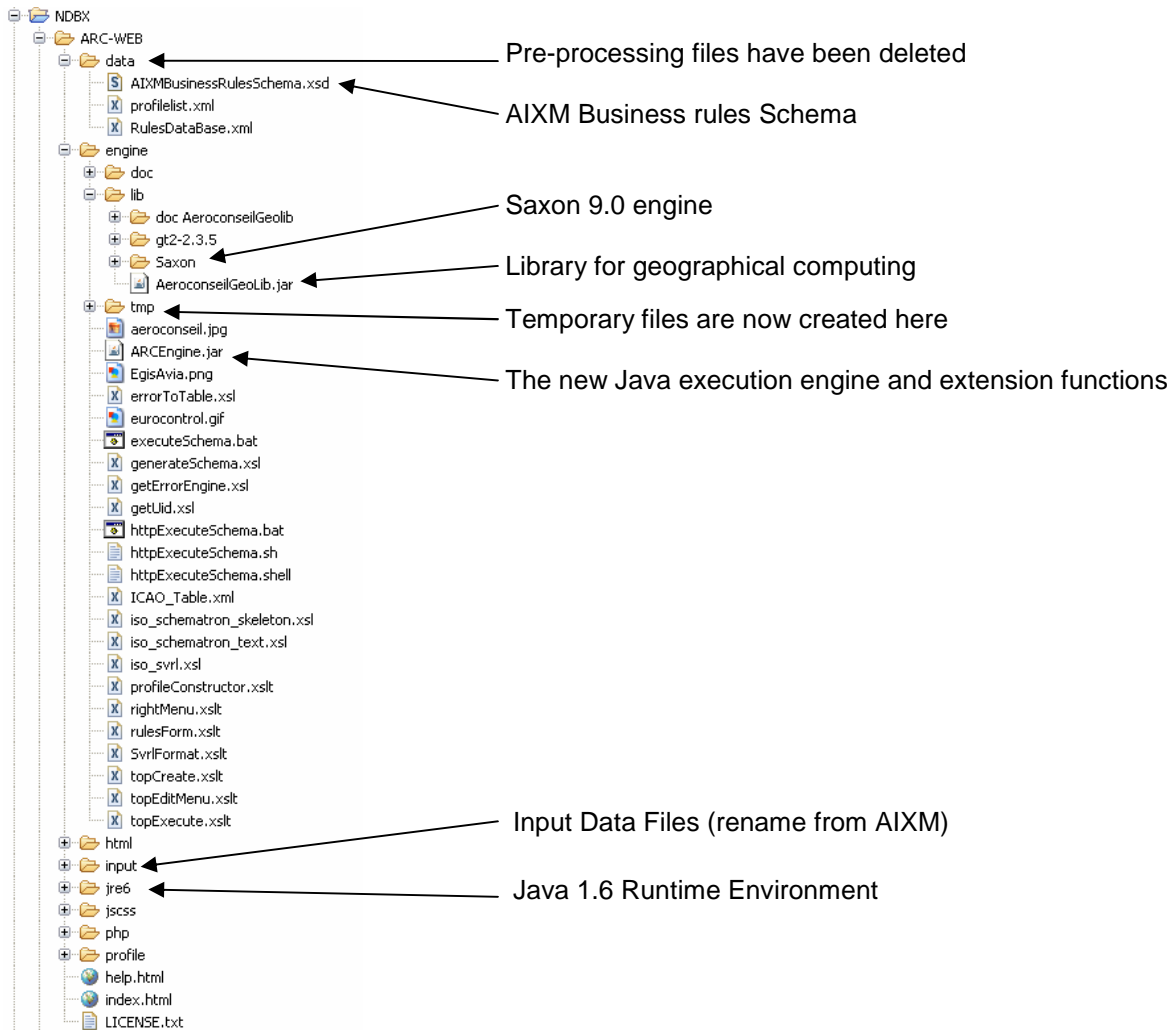 NDBX
ARC-WEB
data
Pre-processing files have been deleted
AIXMBusinessRulesSchema.xsd
profilelist.xml
AIXM Business rules Schema
RulesDataBase.xml
engine
doc
lib
Saxon 9.0 engine
doc AeroconseilGeolib
gt2-2.3.5
Saxon
Library for geographical computing
AeroconseilGeoLib.jar
tmp
Temporary files are now created here
aeroconseil.jpg
ARCEngine.jar
EgisAvia.png
The new Java execution engine and extension functions
errorToTable.xsl
eurocontrol.gif
executeSchema.bat
generateSchema.xsl
getErrorEngine.xsl
getUid.xsl
httpExecuteSchema.bat
httpExecuteSchema.sh
httpExecuteSchema.shell
ICAO_Table.xml
iso_schematron_skeleton.xsl
iso_schematron_text.xsl
iso_svrl.xsl
profileConstructor.xslt
rightMenu.xslt
rulesForm.xslt
SvrlFormat.xslt
topCreate.xslt
topEditMenu.xslt
topExecute.xslt
Input Data Files (rename from AIXM)
html
input
jre6
Java 1.6 Runtime Environment
jscss
php
profile
help.html
index.html
LICENSE.txt